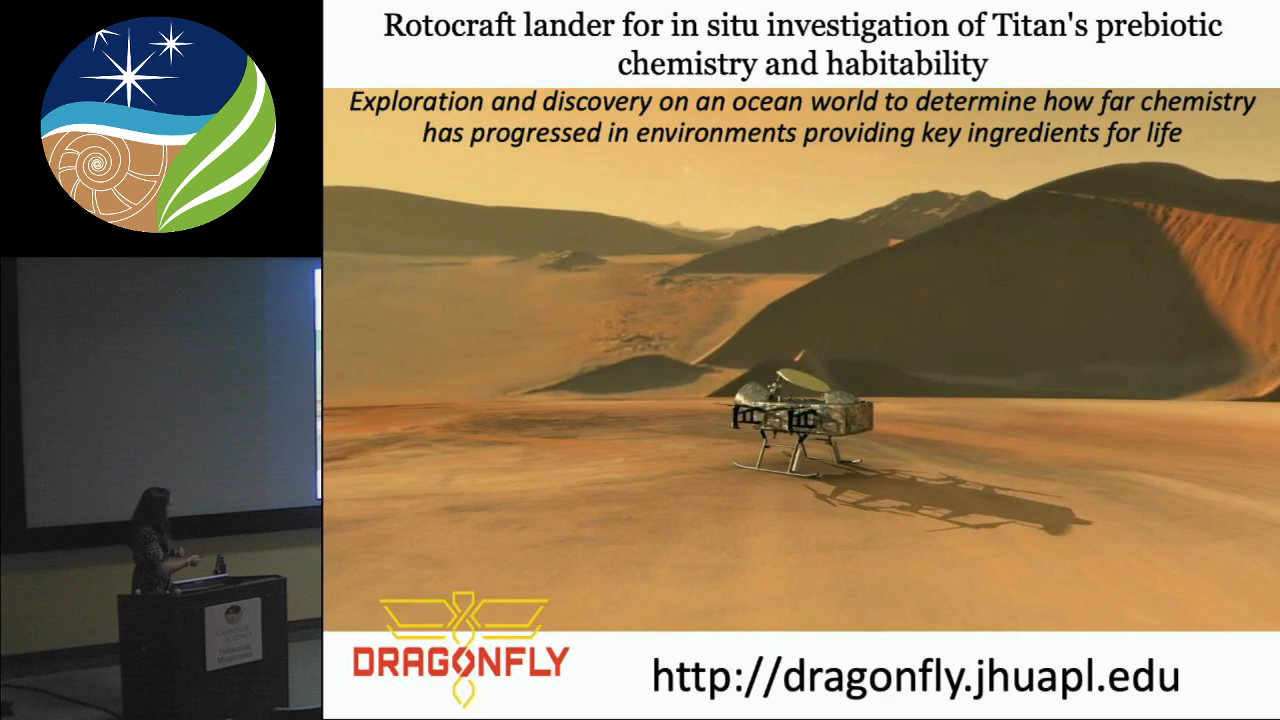 Rotocraft lander for in situ investigation of Titan's prebiotic
chemistry and habitability
Exploration and discovery on an ocean world to determine how far chemistry
has progressed in environments providing key ingredients for life
DRAGONFLY
http://dragonfly.jhuapl.edu